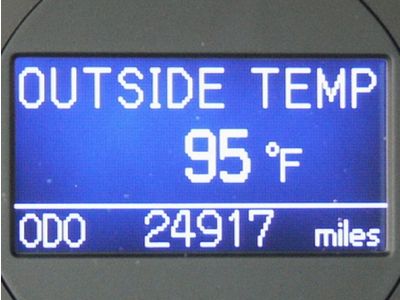 OUTSIDE TEMP
95 °F
ODO 24917 miles